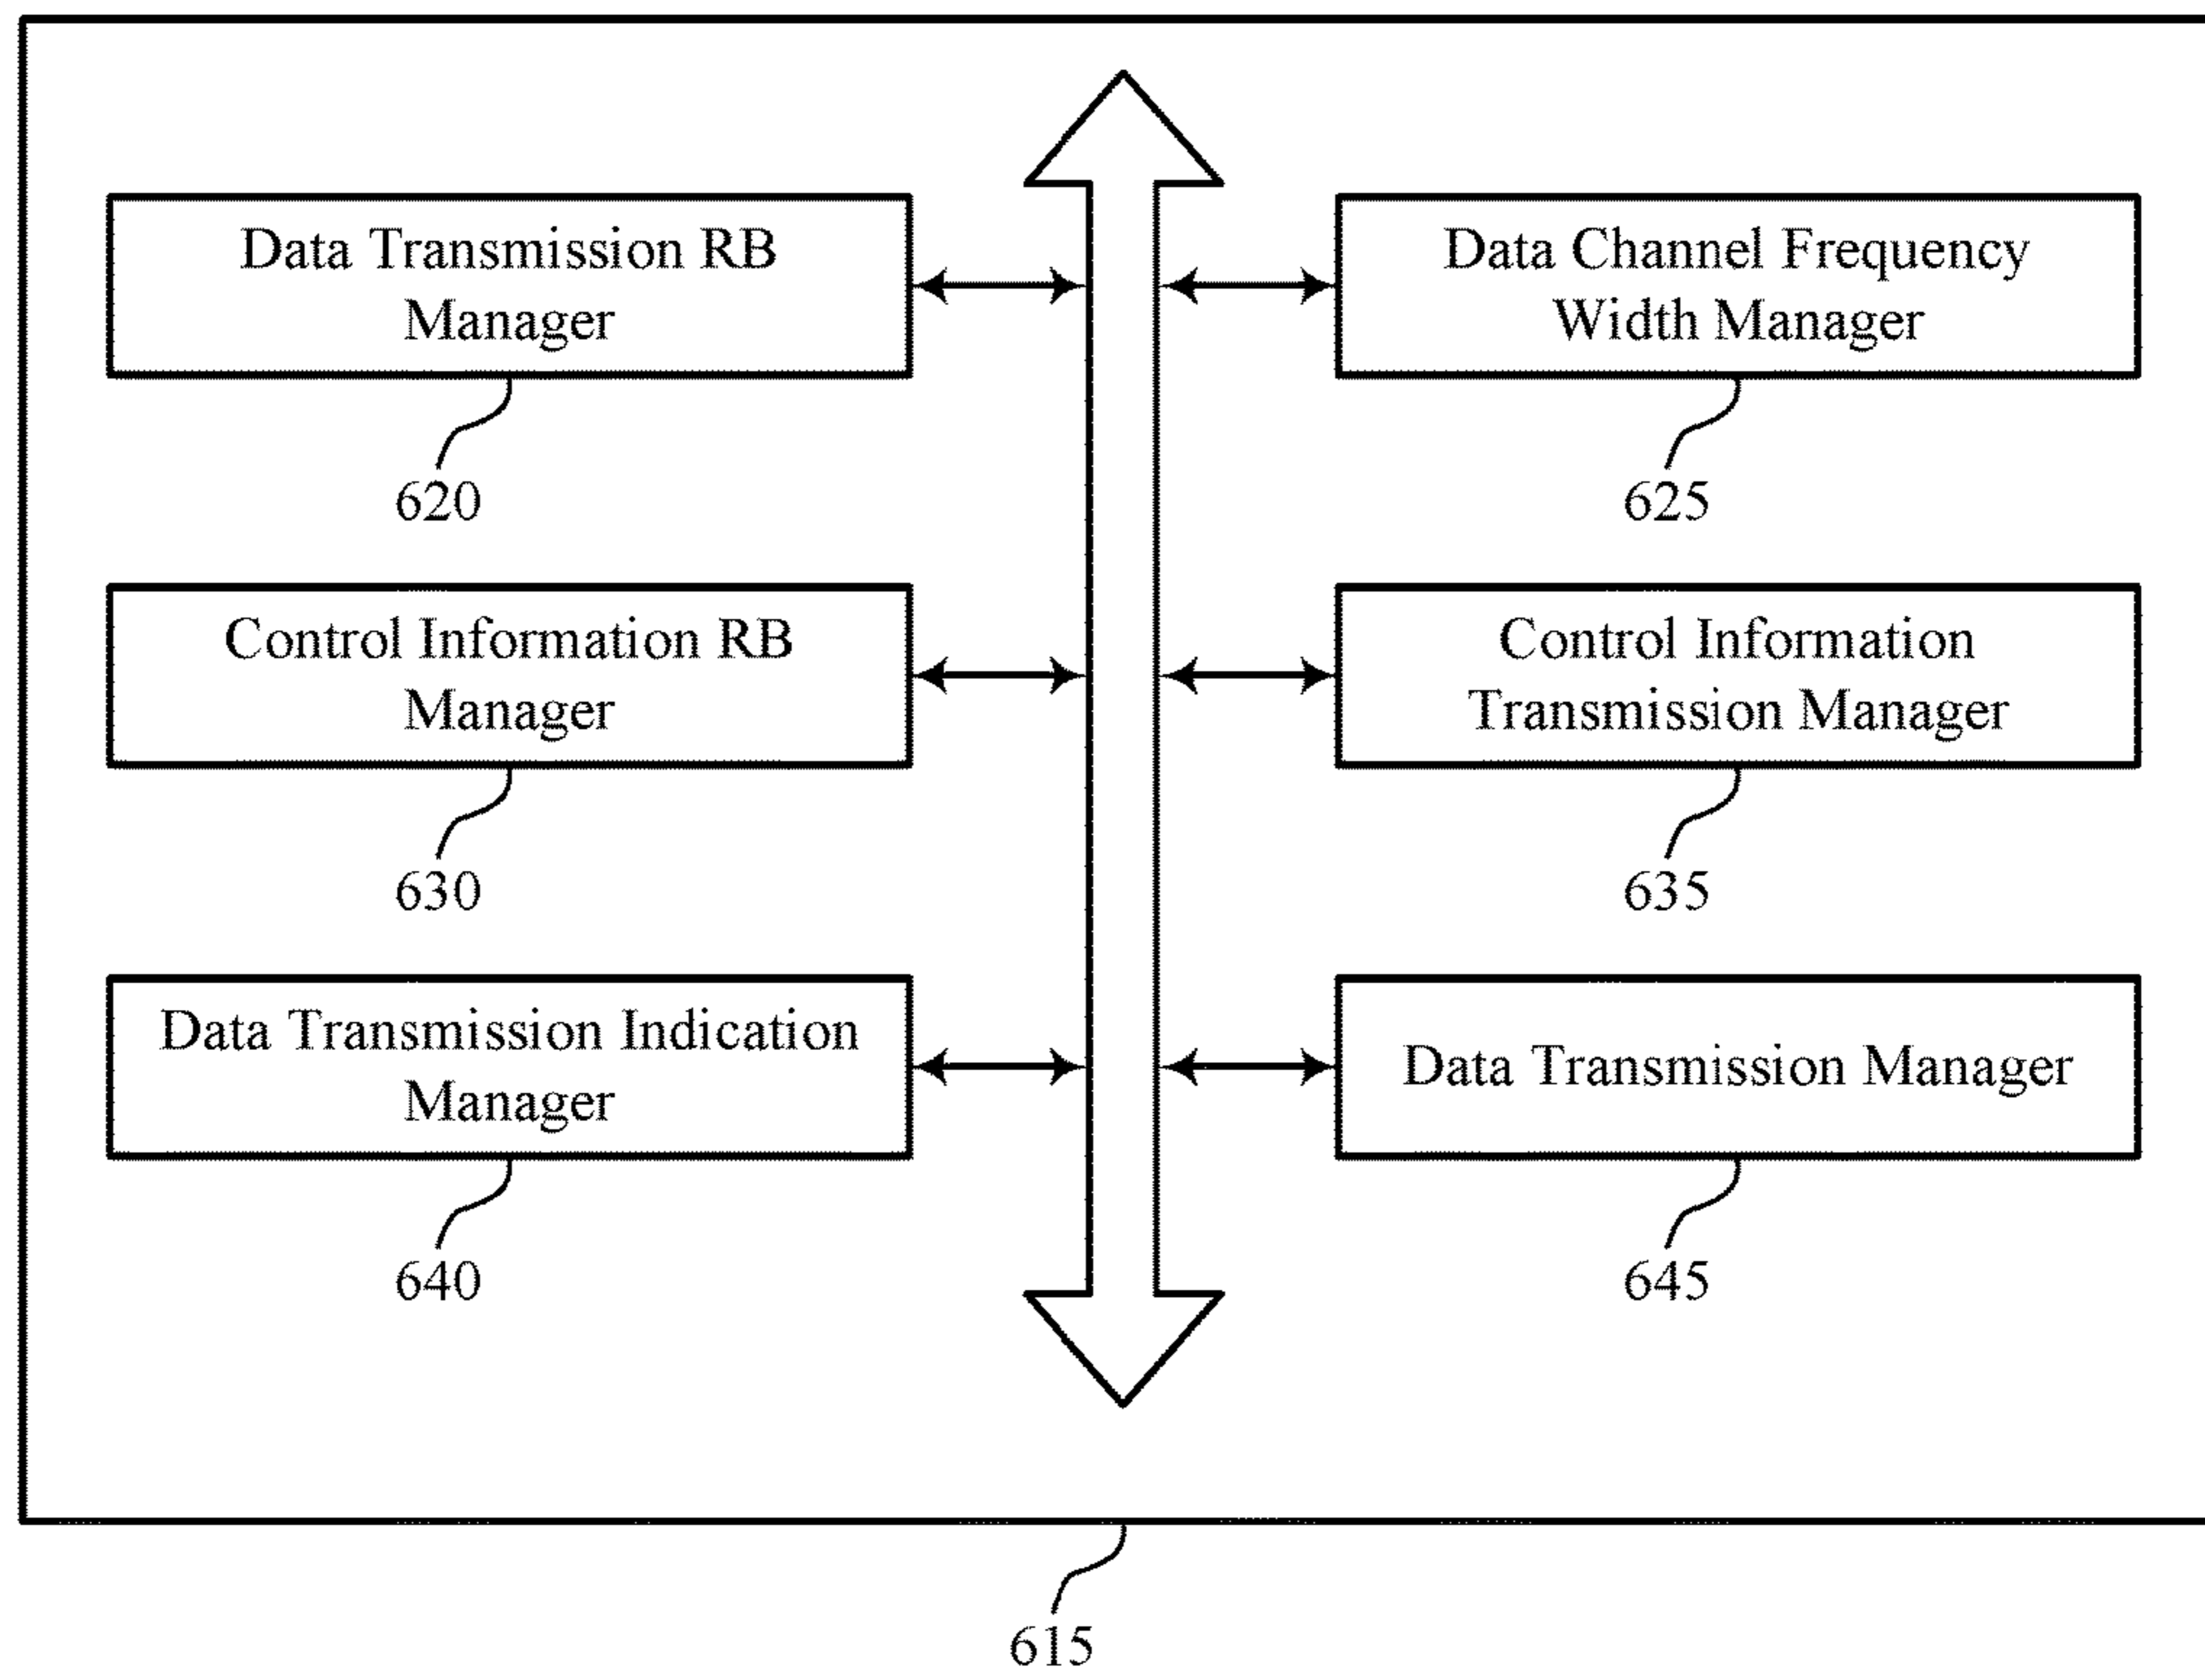 Data Transmission RB
Manager
620
Data Channel Frequency
Width Manager
625
Control Information RB
Manager
630
Control Information
Transmission Manager
635
Data Transmission Indication
Manager
640
Data Transmission Manager
645
615